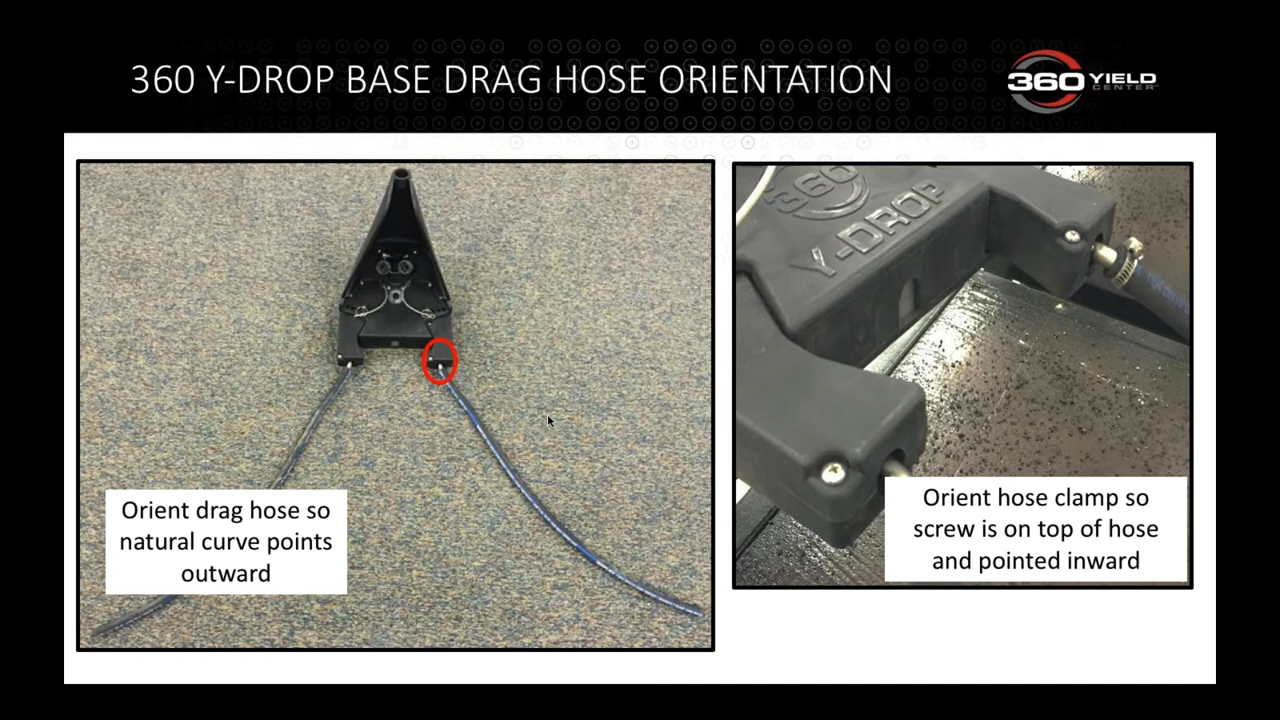 360 Y-DROP BASE DRAG HOSE ORIENTATION
360 YIELD
CENTER
Orient drag hose so
natural curve points
outward
360
Y-DROP
Orient hose clamp so
screw is on top of hose
and pointed inward